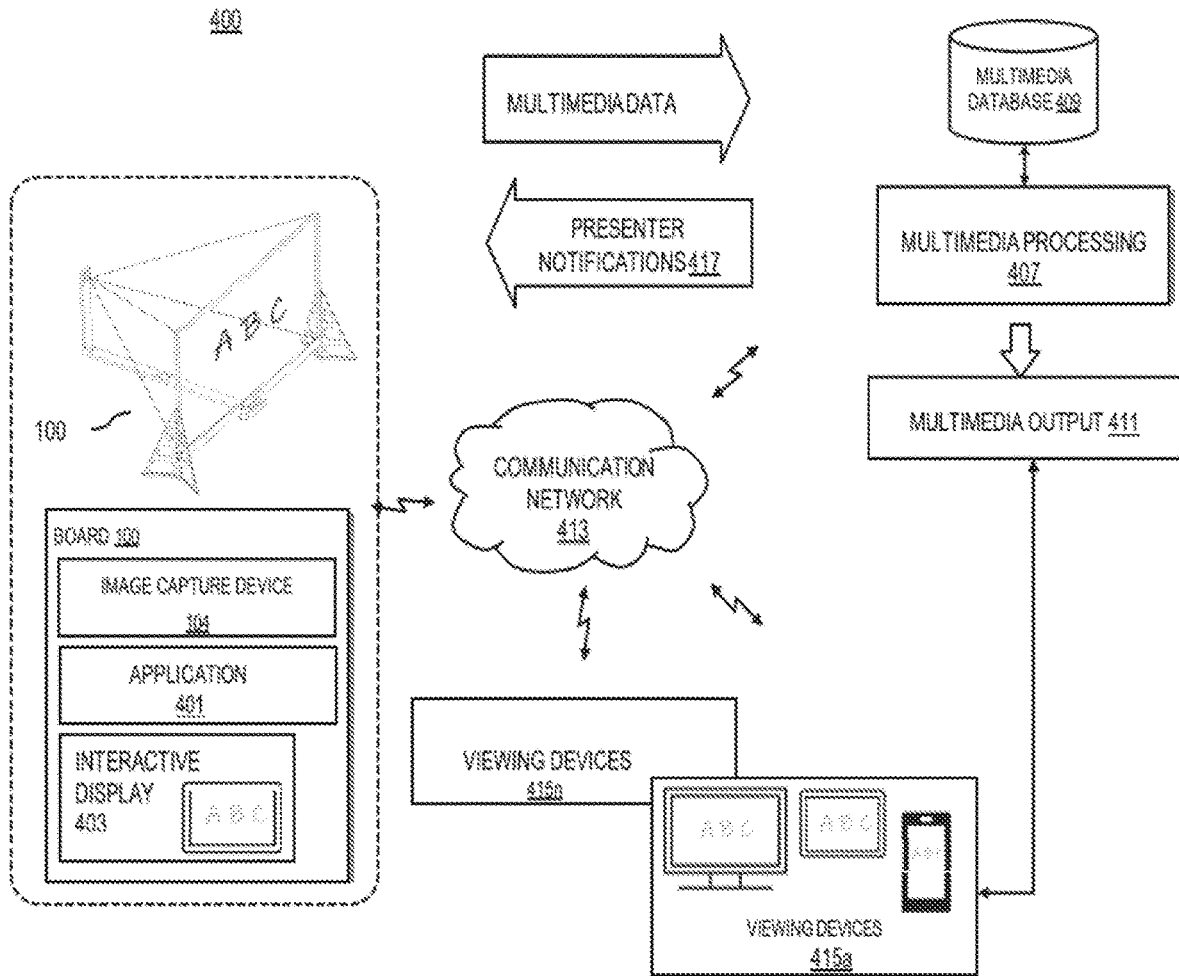 400
MULTIMEDIA DATA
MULTIMEDIA
DATABASE 409
PRESENTER
NOTIFICATIONS 417
MULTIMEDIA PROCESSING
407
A B C
100
MULTIMEDIA OUTPUT 411
COMMUNICATION
NETWORK
413
BOARD 100
IMAGE CAPTURE DEVICE
104
APPLICATION
401
INTERACTIVE
DISPLAY
403
A B C
VIEWING DEVICES
415n
A B C
A B C
A B C
VIEWING DEVICES
415a